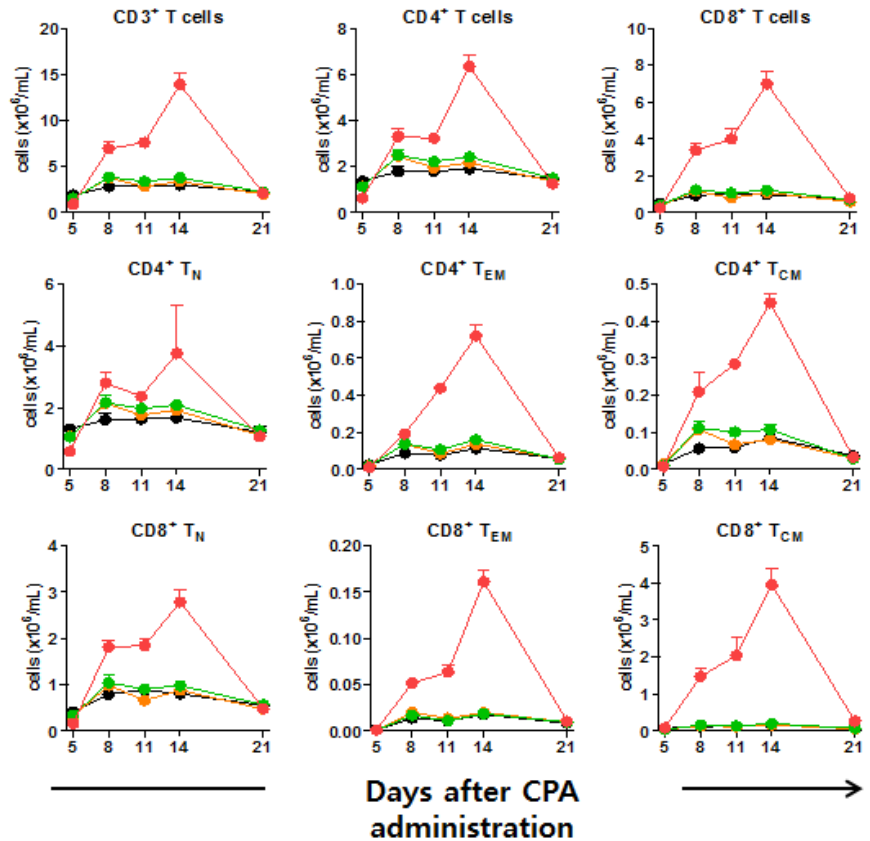 CD3⁺ T cells CD4⁺ T cells CD8⁺ T cells
cells (x10⁶/mL)
20
15
10
5
0
5 8 11 14 21
cells (x10⁶/mL)
8
6
4
2
0
5 8 11 14 21
cells (x10⁶/mL)
10
8
6
4
2
0
5 8 11 14 21
CD4⁺ T_N CD4⁺ T_EM CD4⁺ T_CM
cells (x10⁶/mL)
6
4
2
0
5 8 11 14 21
cells (x10⁶/mL)
1.0
0.8
0.6
0.4
0.2
0.0
5 8 11 14 21
cells (x10⁶/mL)
0.5
0.4
0.3
0.2
0.1
0.0
5 8 11 14 21
CD8⁺ T_N CD8⁺ T_EM CD8⁺ T_CM
cells (x10⁶/mL)
4
3
2
1
0
5 8 11 14 21
cells (x10⁶/mL)
0.20
0.15
0.10
0.05
0.00
5 8 11 14 21
cells (x10⁶/mL)
5
4
3
2
1
0
5 8 11 14 21
Days after CPA
administration